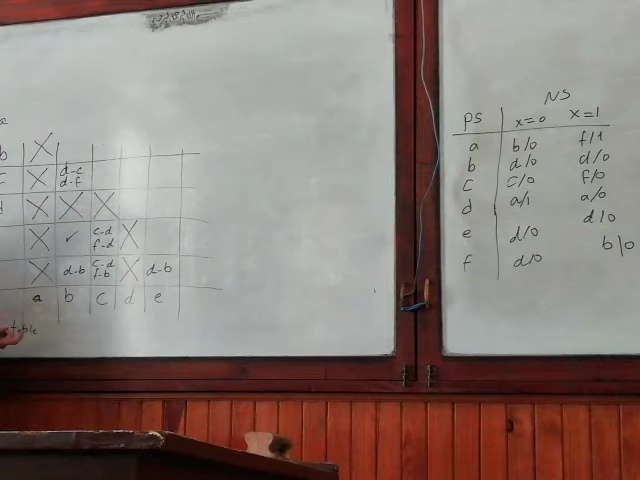 a
b X
c X d-c
d-f
d X X X
X ✓ c-d X
f-d
X d-b c-d X d-b
f-b
a b c d e
table
NS
PS x=0 x=1
a b/0 f/1
b d/0 d/0
c c/0 f/0
d a/1 a/0
e d/0 d/0
f d/0 b/0